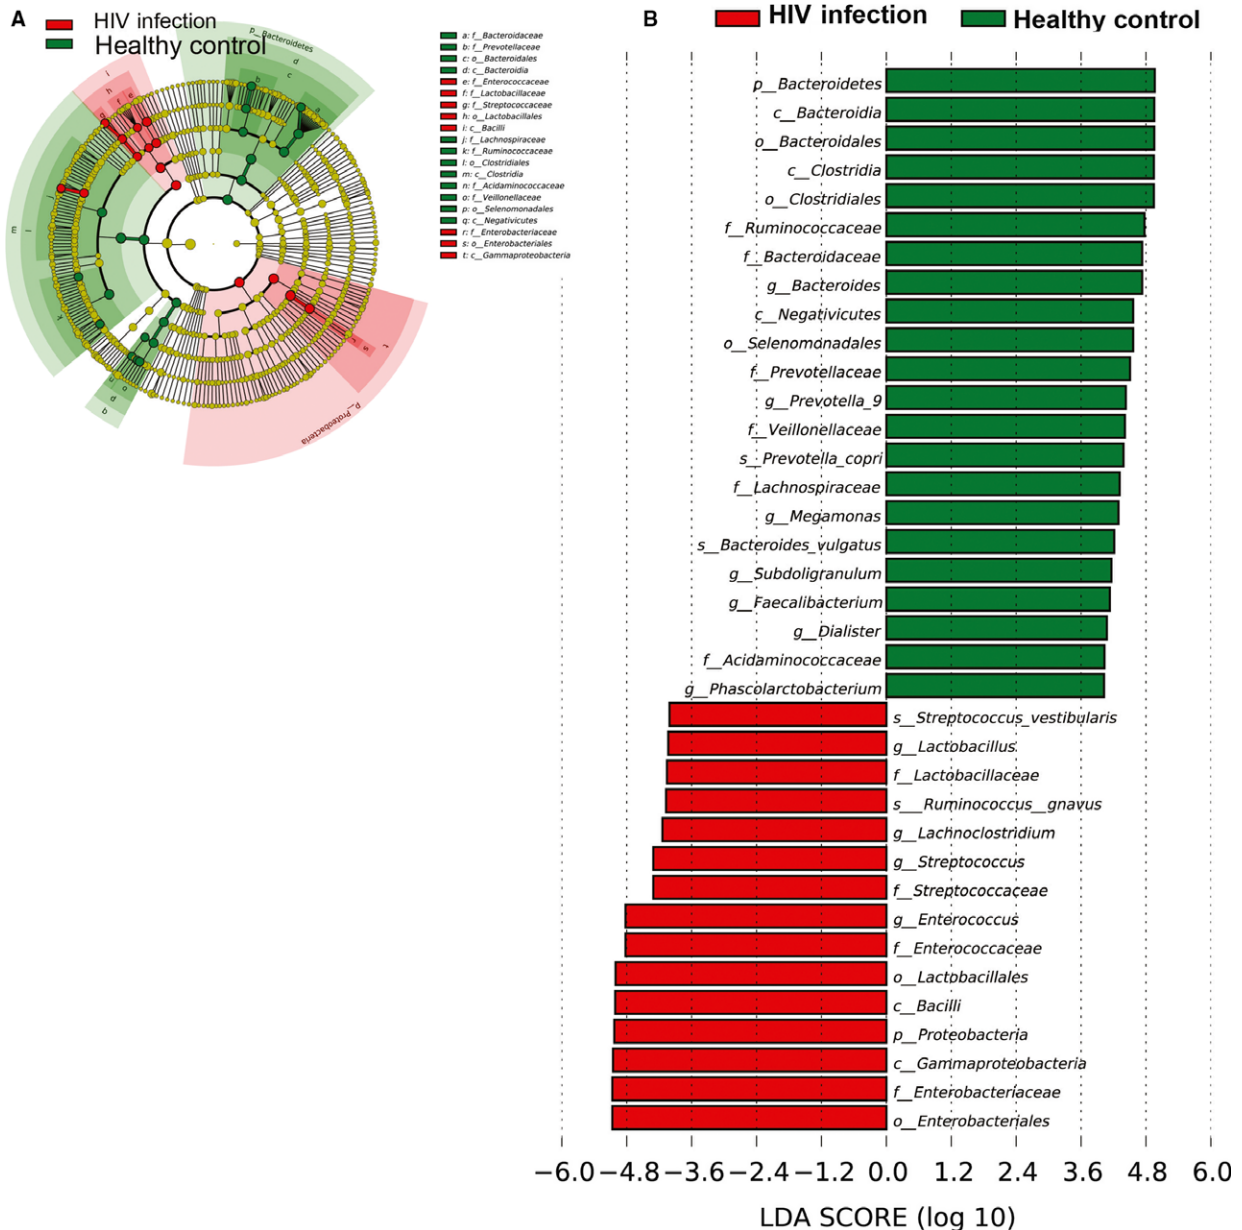 A
HIV infection
Healthy control
p__Bacteroidetes
d
c
b
a
i
h
f
e
g
j
m
l
k
n
o
p
q
r
s
t
p__Proteobacteria
a: f__Bacteroidaceae
b: f__Prevotellaceae
c: o__Bacteroidales
d: c__Bacteroidia
e: f__Enterococcaceae
f: f__Lactobacillaceae
g: f__Streptococcaceae
h: o__Lactobacillales
i: c__Bacilli
j: f__Lachnospiraceae
k: f__Ruminococcaceae
l: o__Clostridiales
m: c__Clostridia
n: f__Acidaminococcaceae
o: f__Veillonellaceae
p: o__Selenomonadales
q: c__Negativicutes
r: f__Enterobacteriaceae
s: o__Enterobacteriales
t: c__Gammaproteobacteria
B
HIV infection
Healthy control
p__Bacteroidetes
c__Bacteroidia
o__Bacteroidales
c__Clostridia
o__Clostridiales
f__Ruminococcaceae
f__Bacteroidaceae
g__Bacteroides
c__Negativicutes
o__Selenomonadales
f__Prevotellaceae
g__Prevotella_9
f__Veillonellaceae
s__Prevotella_copri
f__Lachnospiraceae
g__Megamonas
s__Bacteroides_vulgatus
g__Subdoligranulum
g__Faecalibacterium
g__Dialister
f__Acidaminococcaceae
g__Phascolarctobacterium
s__Streptococcus_vestibularis
g__Lactobacillus
f__Lactobacillaceae
s___Ruminococcus__gnavus
g__Lachnoclostridium
g__Streptococcus
f__Streptococcaceae
g__Enterococcus
f__Enterococcaceae
o__Lactobacillales
c__Bacilli
p__Proteobacteria
c__Gammaproteobacteria
f__Enterobacteriaceae
o__Enterobacteriales
−6.0 −4.8 −3.6 −2.4 −1.2 0.0 1.2 2.4 3.6 4.8 6.0
LDA SCORE (log 10)